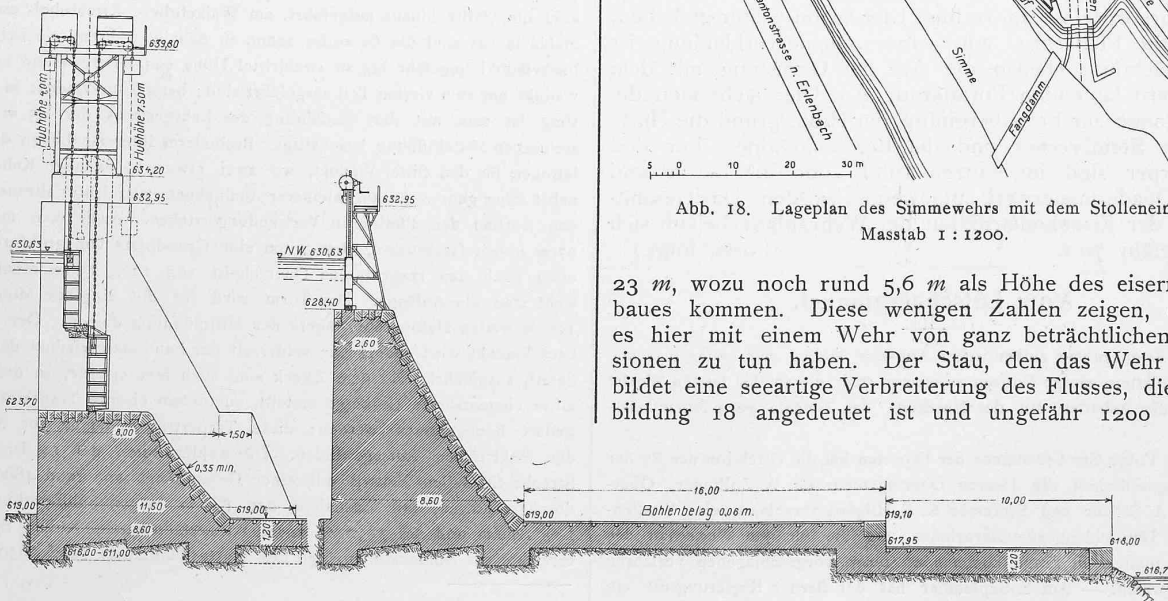 639,80
Hubhöhe 4,0m
Hubhöhe 7,50m
634,20
632,95
630,63
623,70
8,00
1,50
0,35 min.
619,00
11,50
619,00
8,60
1,20
616,00-611,00
632,95
N.W. 630,63
628,40
2,60
8,60
16,00
619,00
Bohlenbelag 0,06 m.
619,10
10,00
617,95
618,00
1,20
616,7
Simme
Fangdamm
antonstrasse n. Erlenbach
5 0 10 20 30 m
Abb. 18. Lageplan des Simmewehrs mit dem Stollenein
Masstab 1 : 1200.
23 m, wozu noch rund 5,6 m als Höhe des eisern
baues kommen. Diese wenigen Zahlen zeigen,
es hier mit einem Wehr von ganz beträchtlichen
sionen zu tun haben. Der Stau, den das Wehr
bildet eine seeartige Verbreiterung des Flusses, die
bildung 18 angedeutet ist und ungefähr 1200